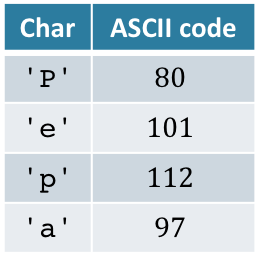 Char ASCII code
'P' 80
'e' 101
'p' 112
'a' 97